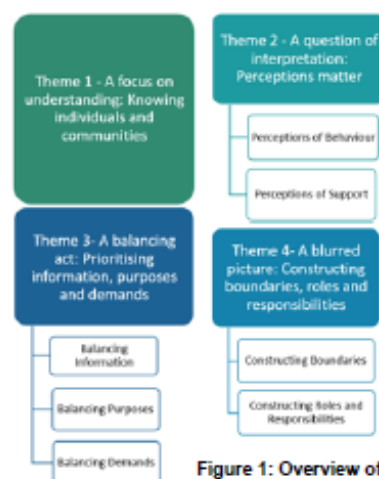 Theme 1 - A focus on
understanding: Knowing
individuals and
communities
Theme 2 - A question of
interpretation:
Perceptions matter
Perceptions of Behaviour
Perceptions of Support
Theme 3- A balancing
act: Prioritising
information, purposes
and demands
Balancing
Information
Balancing Purposes
Balancing Demands
Theme 4- A blurred
picture: Constructing
boundaries, roles and
responsibilities
Constructing Boundaries
Constructing Roles and
Responsibilities
Figure 1: Overview of